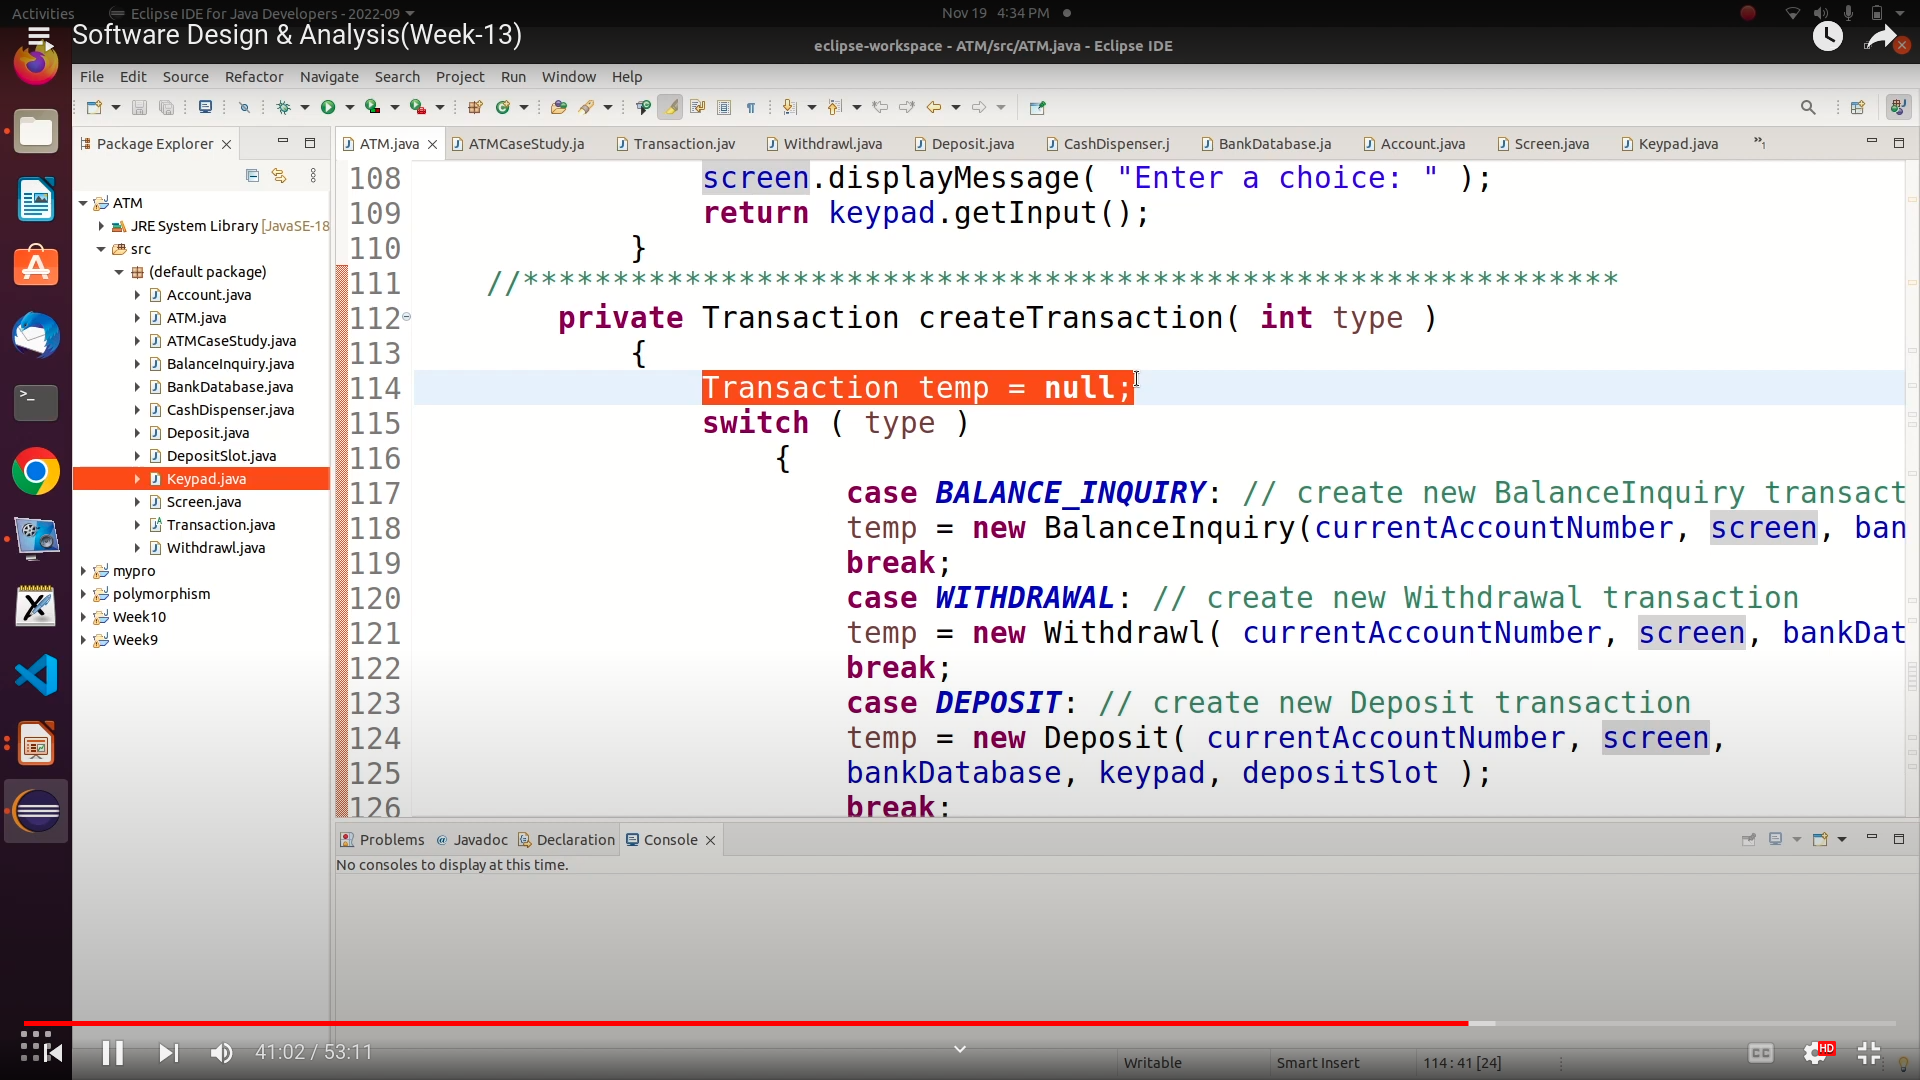 Activities Eclipse IDE for Java Developers - 2022-09 Nov 19 4:34 PM
Software Design & Analysis(Week-13)
eclipse-workspace - ATM/src/ATM.java - Eclipse IDE
File Edit Source Refactor Navigate Search Project Run Window Help
Package Explorer
ATM.java ATMCaseStudy.ja Transaction.jav Withdrawl.java Deposit.java CashDispenser.j BankDatabase.ja Account.java Screen.java Keypad.java »1
ATM
JRE System Library [JavaSE-18
src
(default package)
Account.java
ATM.java
ATMCaseStudy.java
BalanceInquiry.java
BankDatabase.java
CashDispenser.java
Deposit.java
DepositSlot.java
Keypad.java
Screen.java
Transaction.java
Withdrawl.java
mypro
polymorphism
Week10
Week9
108 screen.displayMessage( "Enter a choice: " );
109 return keypad.getInput();
110 }
111 //*************************************************************
112 private Transaction createTransaction( int type )
113 {
114 Transaction temp = null;
115 switch ( type )
116 {
117 case BALANCE_INQUIRY: // create new BalanceInquiry transact
118 temp = new BalanceInquiry(currentAccountNumber, screen, ban
119 break;
120 case WITHDRAWAL: // create new Withdrawal transaction
121 temp = new Withdrawl( currentAccountNumber, screen, bankDat
122 break;
123 case DEPOSIT: // create new Deposit transaction
124 temp = new Deposit( currentAccountNumber, screen,
125 bankDatabase, keypad, depositSlot );
126 break;
Problems Javadoc Declaration Console
No consoles to display at this time.
41:02 / 53:11
CC HD
Writable Smart Insert 114 : 41 [24]